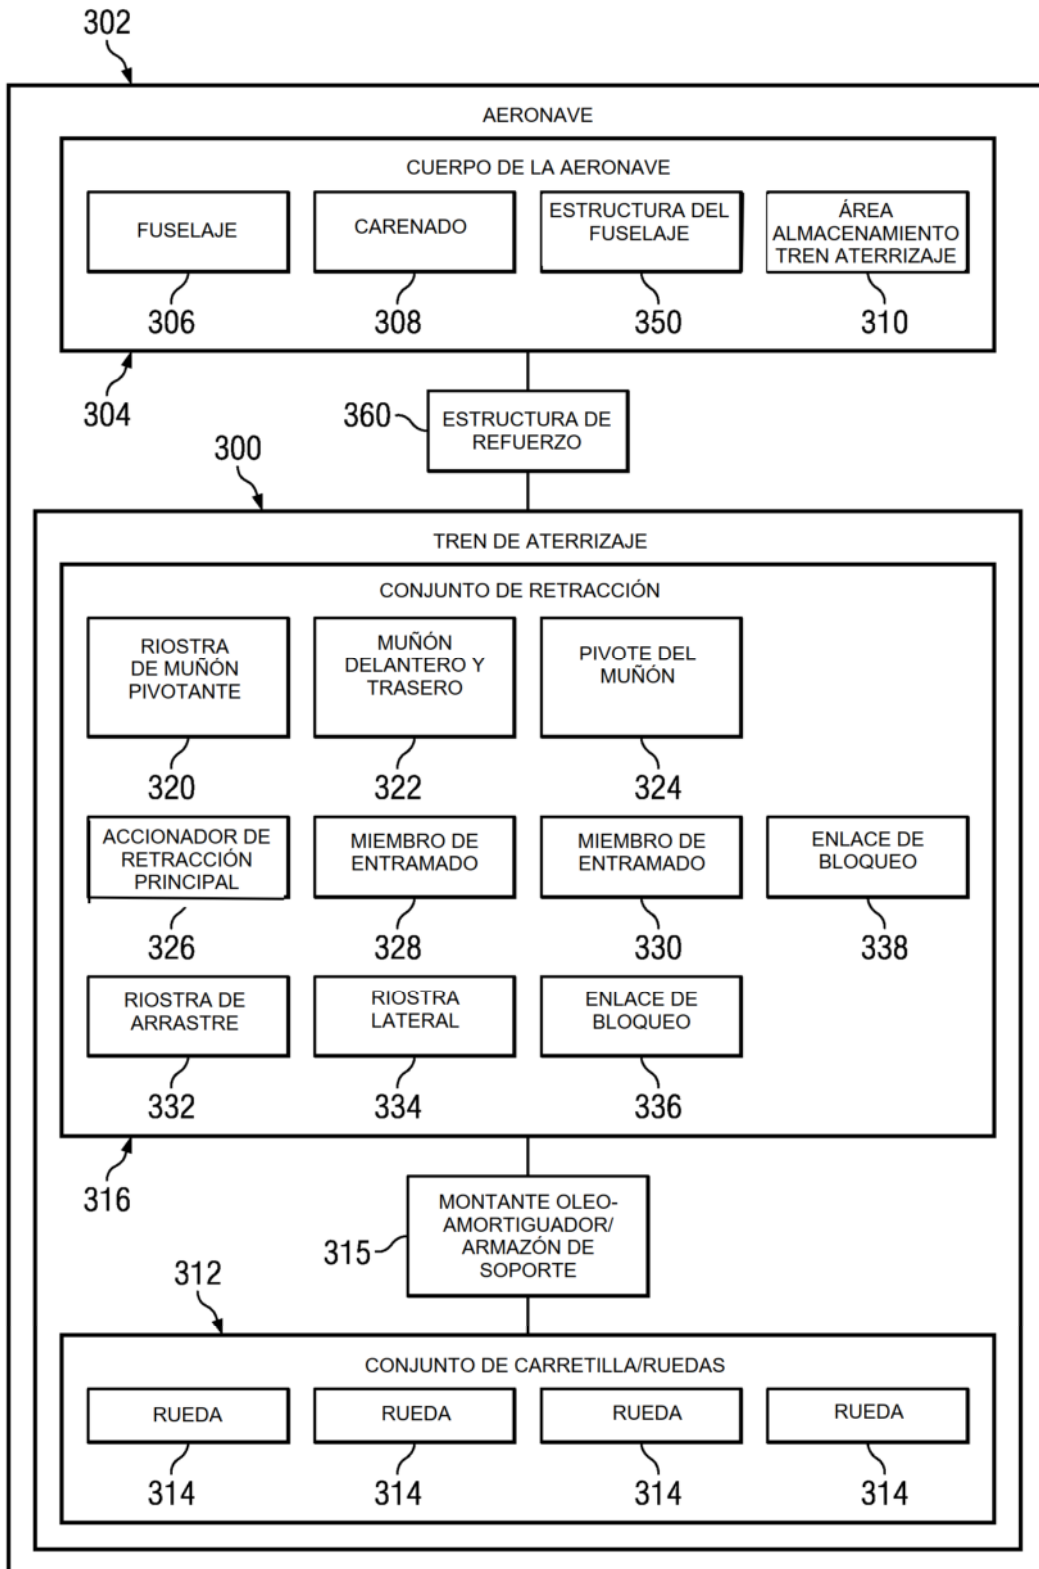 302
AERONAVE
CUERPO DE LA AERONAVE
FUSELAJE
CARENADO
ESTRUCTURA DEL
FUSELAJE
ÁREA
ALMACENAMIENTO
TREN ATERRIZAJE
306
308
350
310
304
360
ESTRUCTURA DE
REFUERZO
300
TREN DE ATERRIZAJE
CONJUNTO DE RETRACCIÓN
RIOSTRA
DE MUÑÓN
PIVOTANTE
MUÑÓN
DELANTERO Y
TRASERO
PIVOTE DEL
MUÑÓN
320
322
324
ACCIONADOR DE
RETRACCIÓN
PRINCIPAL
MIEMBRO DE
ENTRAMADO
MIEMBRO DE
ENTRAMADO
ENLACE DE
BLOQUEO
326
328
330
338
RIOSTRA DE
ARRASTRE
RIOSTRA
LATERAL
ENLACE DE
BLOQUEO
332
334
336
316
MONTANTE OLEO-
AMORTIGUADOR/
ARMAZÓN DE
SOPORTE
315
312
CONJUNTO DE CARRETILLA/RUEDAS
RUEDA
RUEDA
RUEDA
RUEDA
314
314
314
314